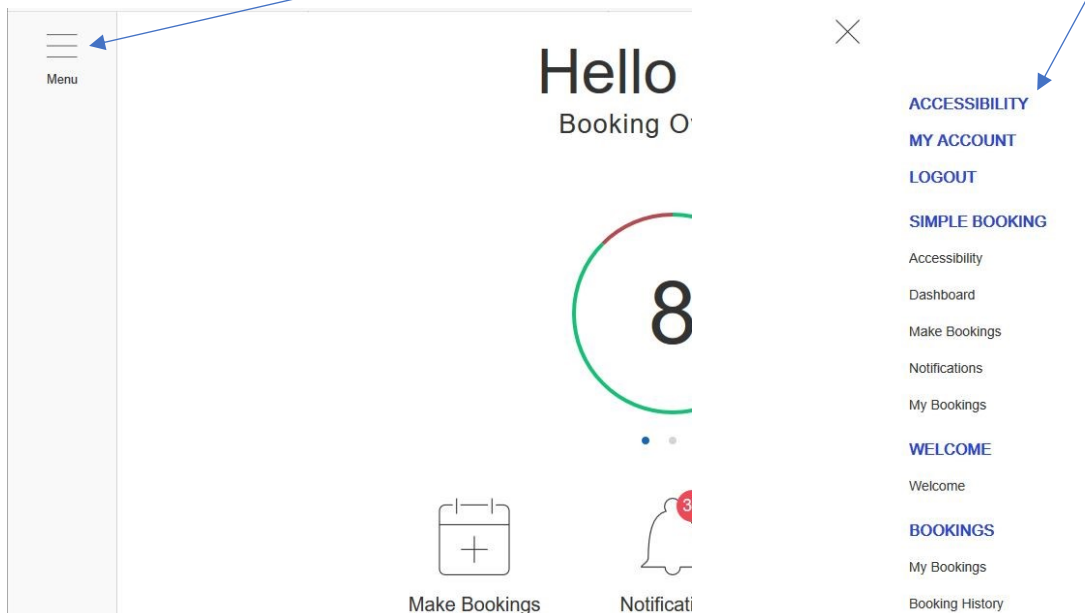 Menu
Hello
Booking
8
3
Make Bookings
ACCESSIBILITY
MY ACCOUNT
LOGOUT
SIMPLE BOOKING
Accessibility
Dashboard
Make Bookings
Notifications
My Bookings
WELCOME
Welcome
BOOKINGS
My Bookings
Booking History